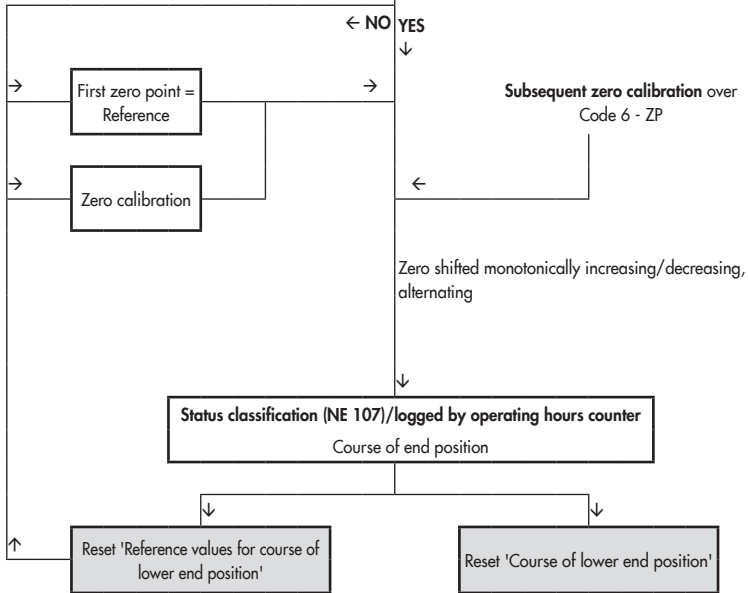 ← NO YES
↓
→
First zero point =
Reference
→
Subsequent zero calibration over
Code 6 - ZP
→
Zero calibration
←
Zero shifted monotonically increasing/decreasing,
alternating
↓
Status classification (NE 107)/logged by operating hours counter
Course of end position
↓ ↓
↑
Reset 'Reference values for course of
lower end position'
Reset 'Course of lower end position'